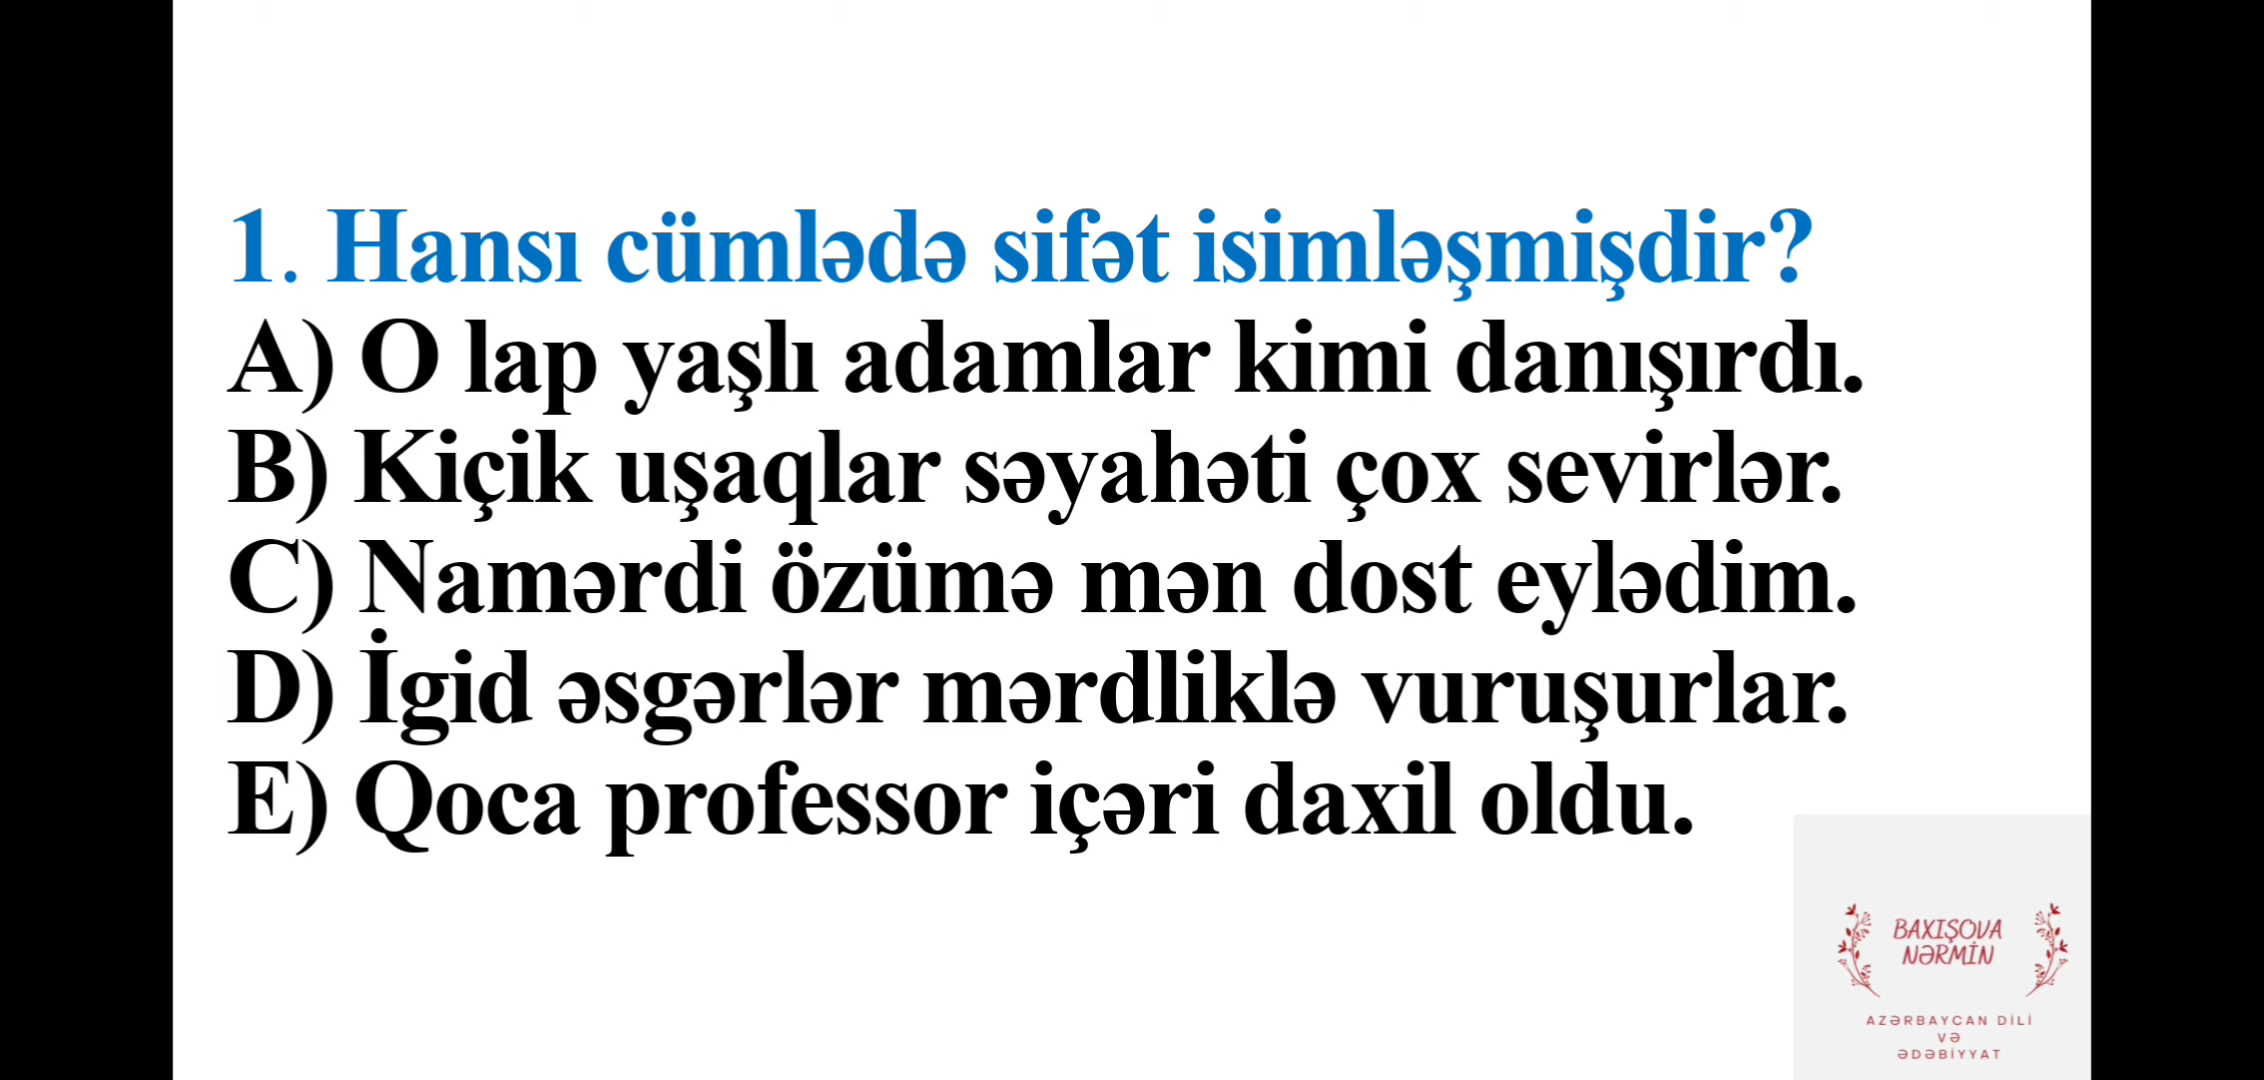 1. Hansı cümlədə sifət isimləşmişdir?
A) O lap yaşlı adamlar kimi danışırdı.
B) Kiçik uşaqlar səyahəti çox sevirlər.
C) Namərdi özümə mən dost eylədim.
D) İgid əsgərlər mərdliklə vuruşurlar.
E) Qoca professor içəri daxil oldu.
BAXIŞOVA
NƏRMİN
AZƏRBAYCAN DİLİ
VƏ
ƏDƏBİYYAT